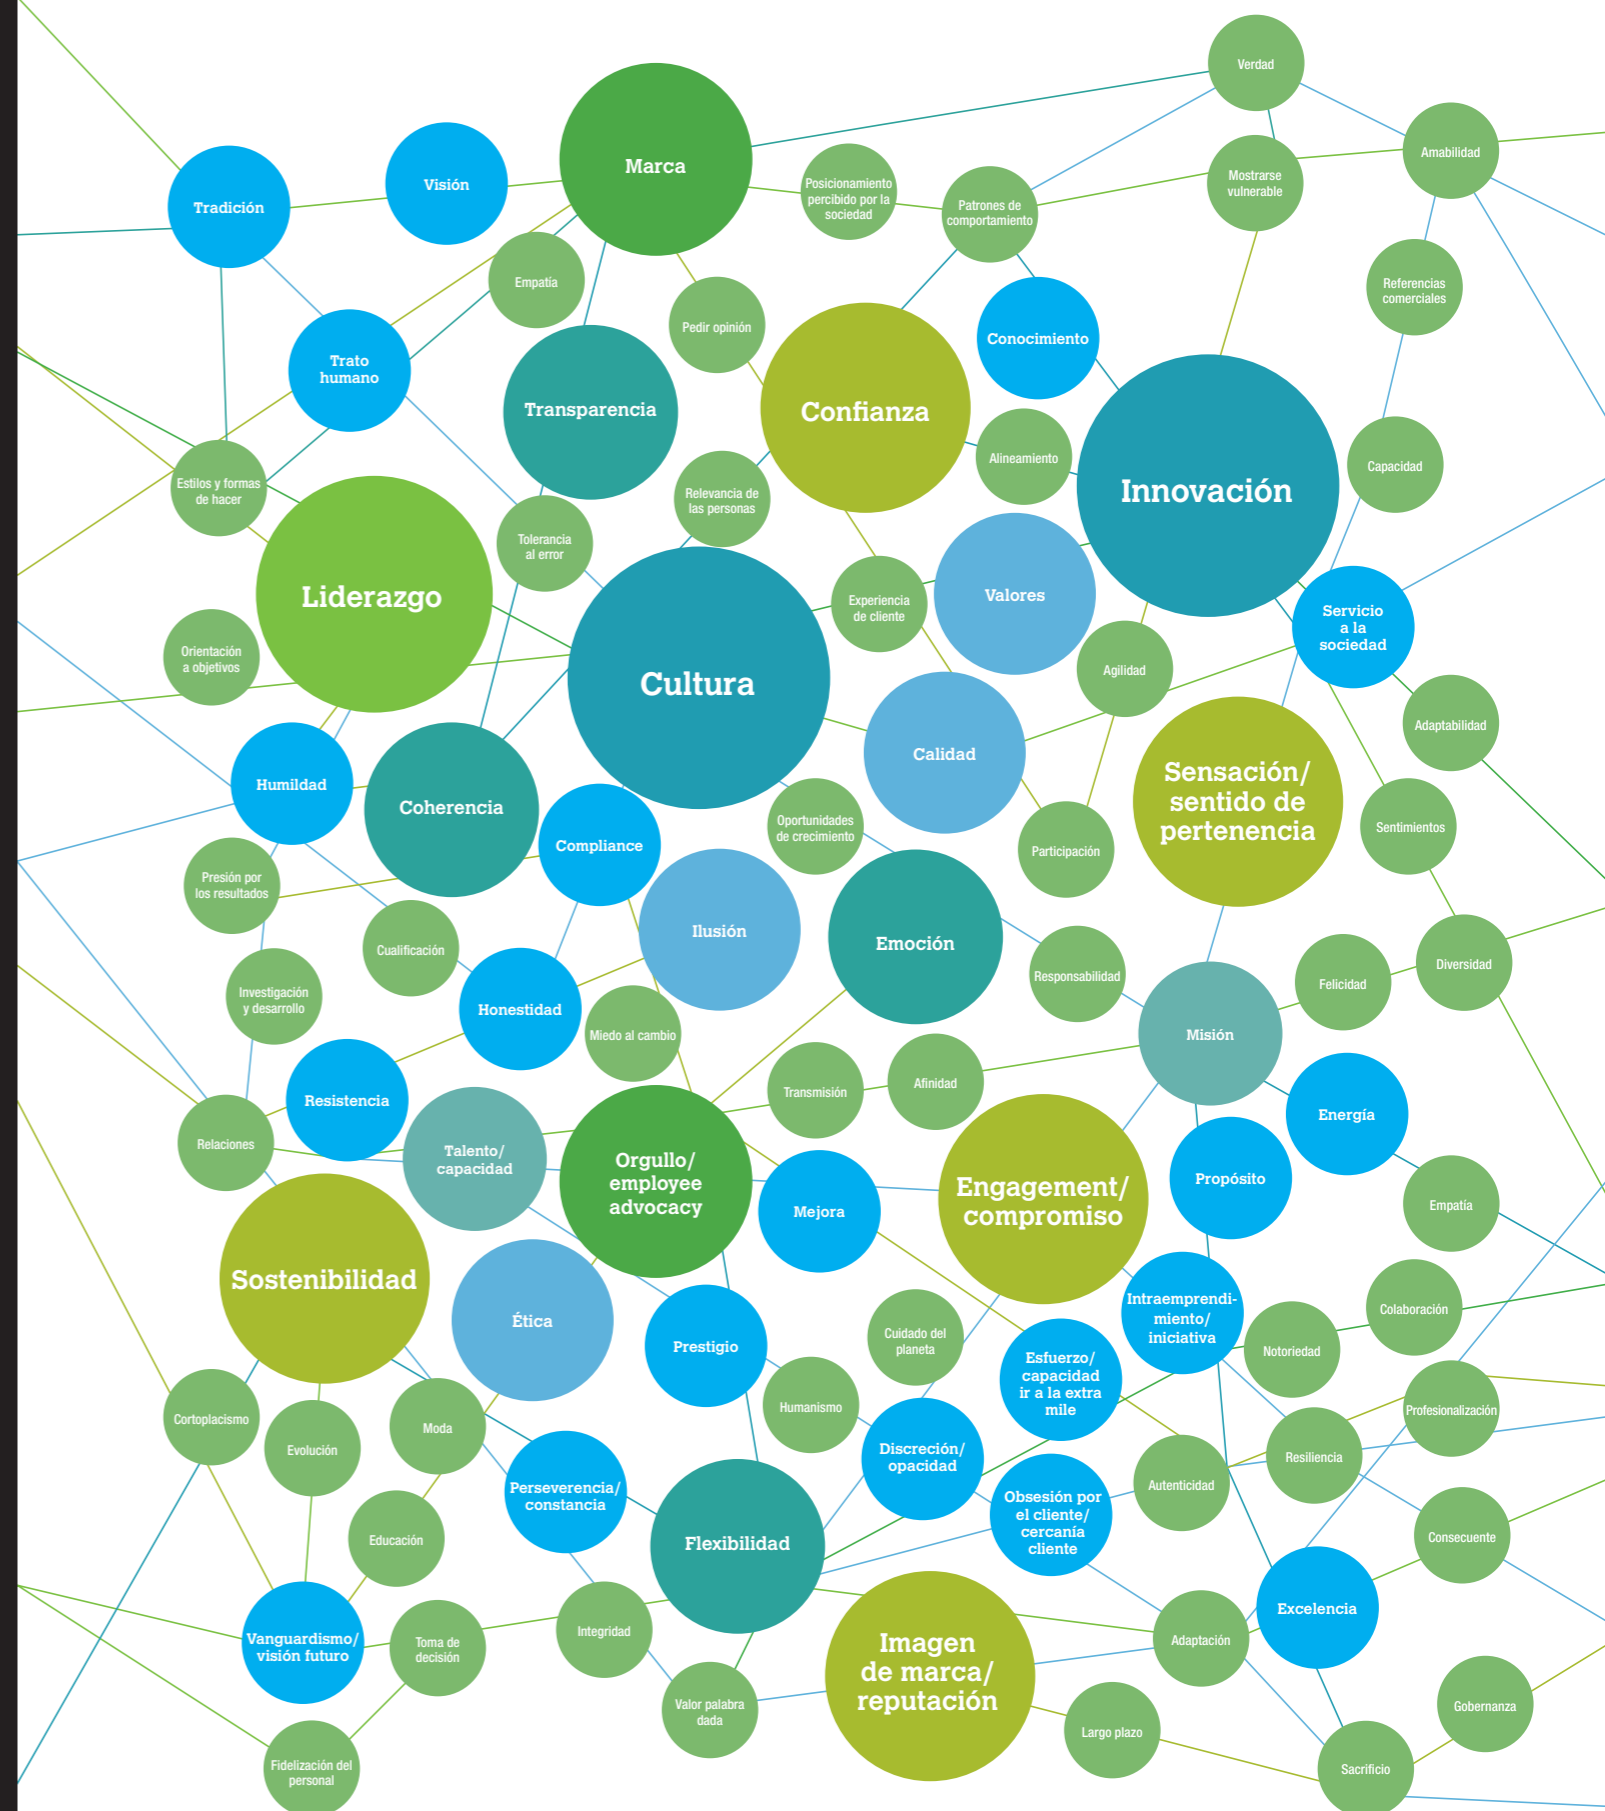 Verdad
Marca
Amabilidad
Mostrarse
vulnerable
Visión
Posicionamiento
percibido por la
sociedad
Tradición
Patrones de
comportamiento
Empatía
Referencias
comerciales
Pedir opinión
Conocimiento
Trato
humano
Transparencia
Confianza
Alineamiento
Capacidad
Innovación
Estilos y formas
de hacer
Relevancia de
las personas
Tolerancia
al error
Liderazgo
Valores
Experiencia
de cliente
Servicio
a la
sociedad
Orientación
a objetivos
Agilidad
Cultura
Adaptabilidad
Calidad
Humildad
Coherencia
Sensación/
sentido de
pertenencia
Oportunidades
de crecimiento
Sentimientos
Compliance
Participación
Presión por
los resultados
Ilusión
Cualificación
Emoción
Diversidad
Responsabilidad
Felicidad
Investigación
y desarrollo
Honestidad
Miedo al cambio
Misión
Resistencia
Transmisión
Afinidad
Energía
Relaciones
Talento/
capacidad
Orgullo/
employee
advocacy
Engagement/
compromiso
Propósito
Mejora
Empatía
Sostenibilidad
Ética
Intraemprendi-
miento/
iniciativa
Colaboración
Prestigio
Cuidado del
planeta
Notoriedad
Esfuerzo/
capacidad
ir a la extra
mile
Cortoplacismo
Humanismo
Profesionalización
Moda
Evolución
Discreción/
opacidad
Resiliencia
Perseverencia/
constancia
Autenticidad
Obsesión por
el cliente/
cercanía
cliente
Educación
Flexibilidad
Consecuente
Excelencia
Integridad
Vanguardismo/
visión futuro
Toma de
decisión
Adaptación
Imagen
de marca/
reputación
Valor palabra
dada
Largo plazo
Gobernanza
Fidelización del
personal
Sacrificio